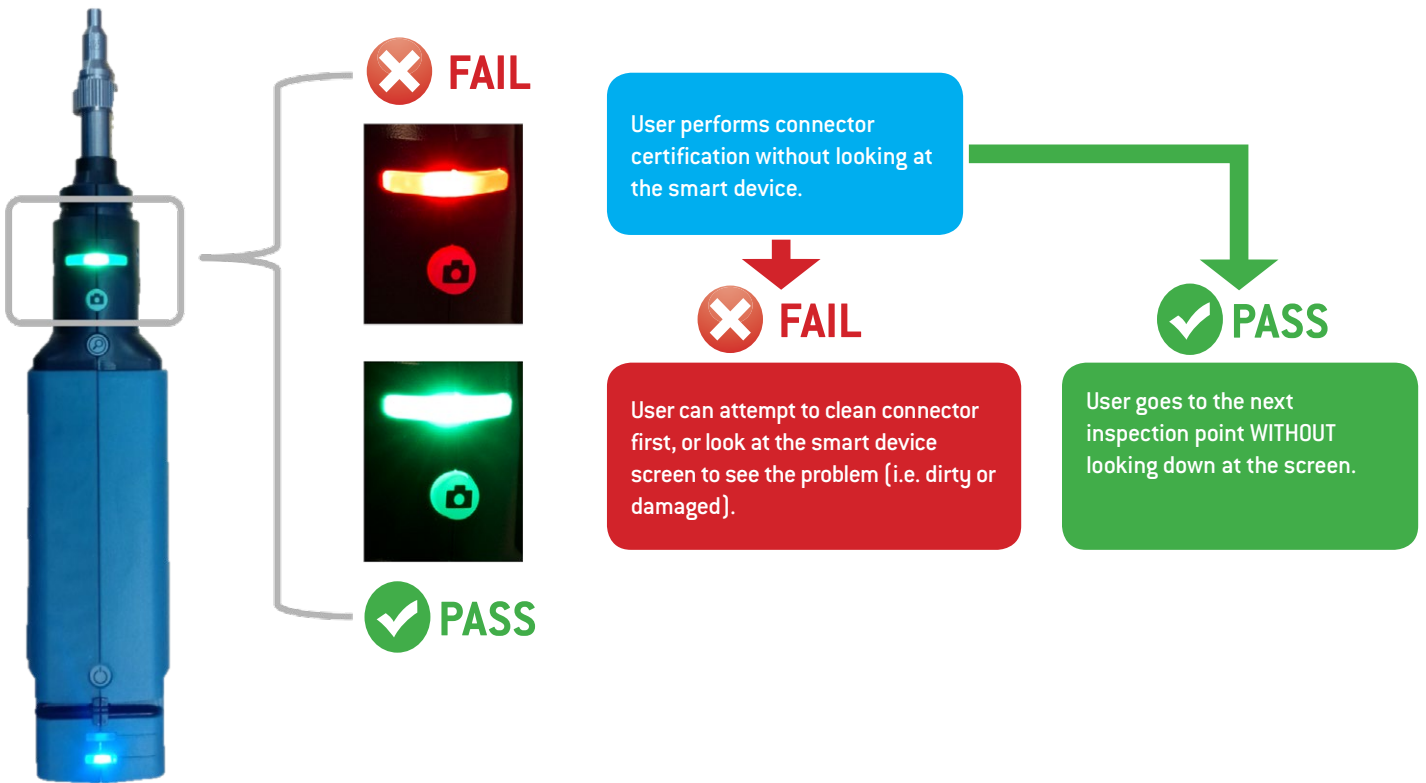 FAIL
PASS
User performs connector
certification without looking at
the smart device.
FAIL
User can attempt to clean connector
first, or look at the smart device
screen to see the problem (i.e. dirty or
damaged).
PASS
User goes to the next
inspection point WITHOUT
looking down at the screen.